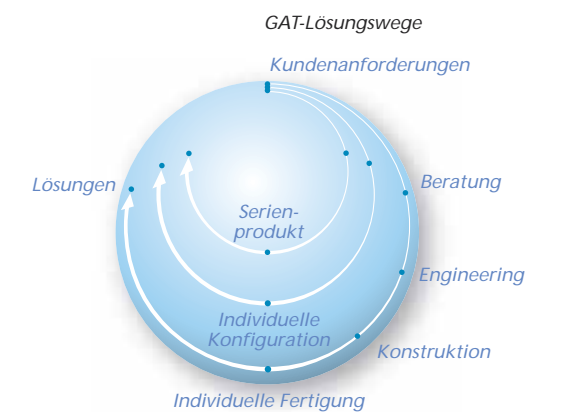 GAT-Lösungswege
Kundenanforderungen
Lösungen
Beratung
Serien-
produkt
Engineering
Individuelle
Konfiguration
Konstruktion
Individuelle Fertigung